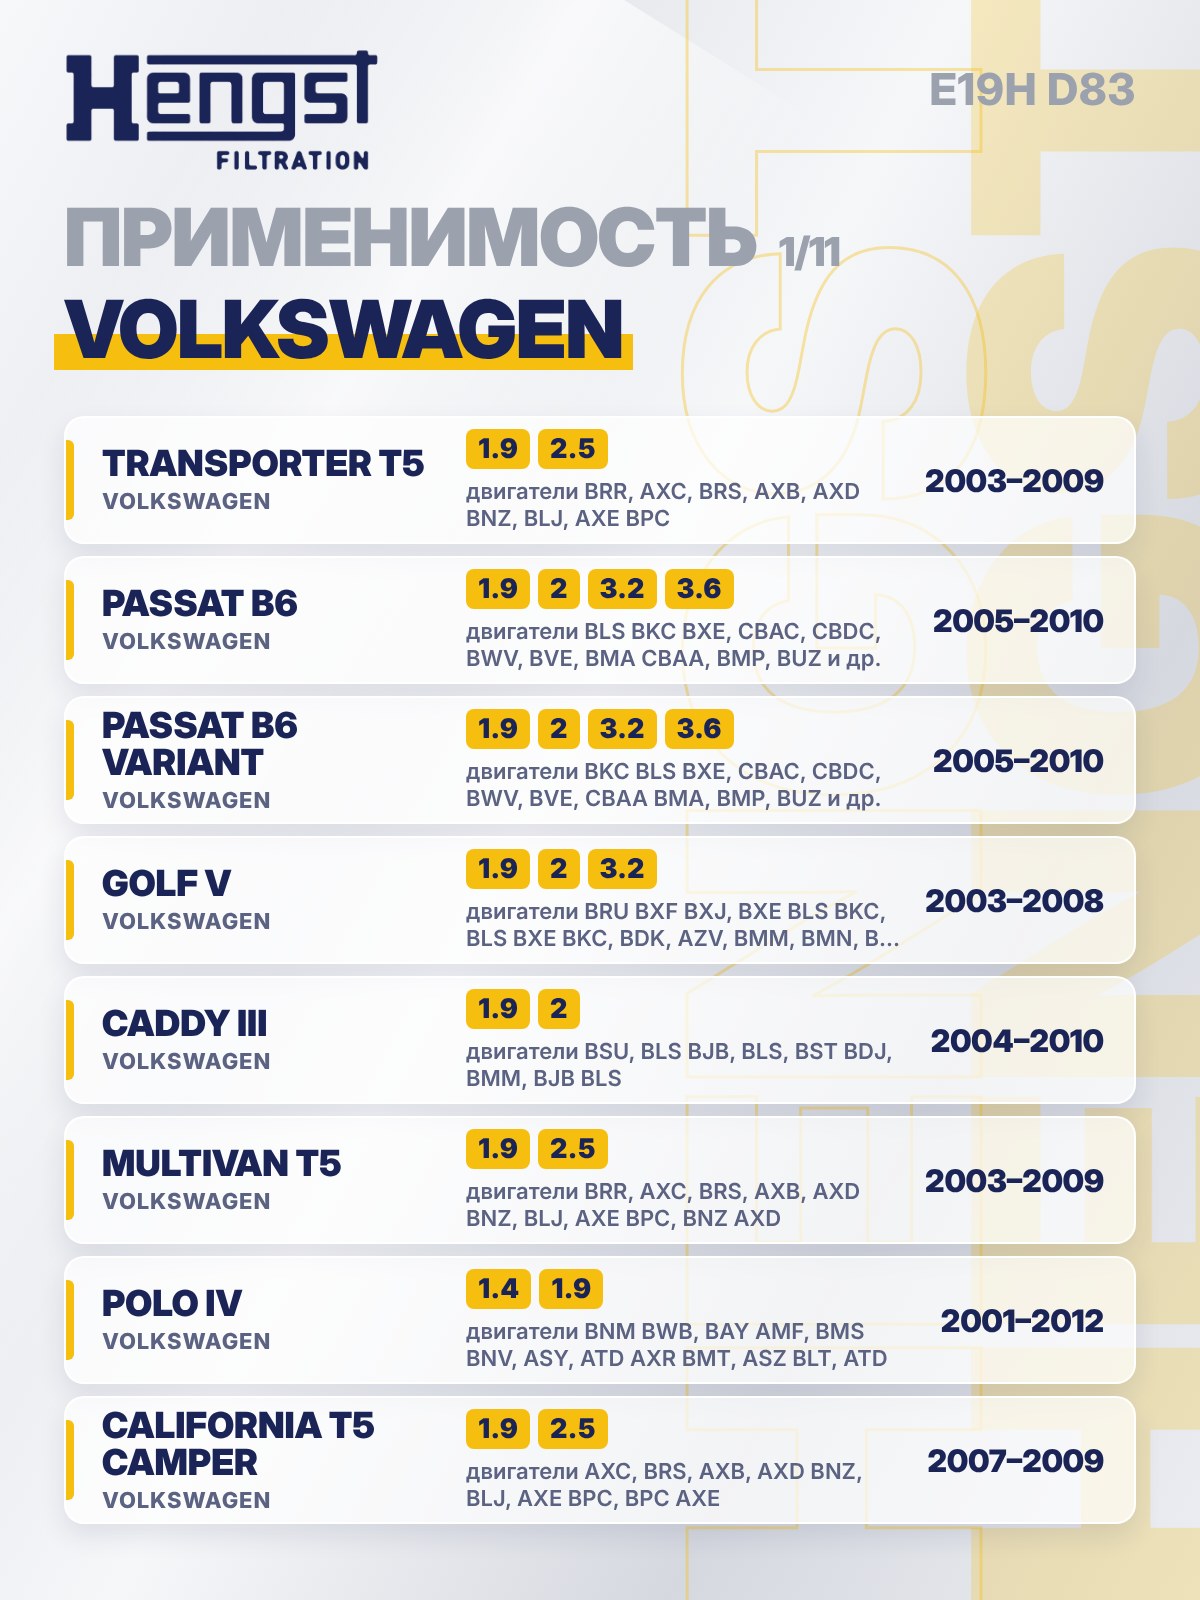 Hengst
FILTRATION
E19H D83
ПРИМЕНИМОСТЬ 1/11
VOLKSWAGEN
TRANSPORTER T5
VOLKSWAGEN
1.9 2.5
двигатели BRR, AXC, BRS, AXB, AXD
BNZ, BLJ, AXE BPC
2003–2009
PASSAT B6
VOLKSWAGEN
1.9 2 3.2 3.6
двигатели BLS BKC BXE, CBAC, CBDC,
BWV, BVE, BMA CBAA, BMP, BUZ и др.
2005–2010
PASSAT B6
VARIANT
VOLKSWAGEN
1.9 2 3.2 3.6
двигатели BKC BLS BXE, CBAC, CBDC,
BWV, BVE, CBAA BMA, BMP, BUZ и др.
2005–2010
GOLF V
VOLKSWAGEN
1.9 2 3.2
двигатели BRU BXF BXJ, BXE BLS BKC,
BLS BXE BKC, BDK, AZV, BMM, BMN, B...
2003–2008
CADDY III
VOLKSWAGEN
1.9 2
двигатели BSU, BLS BJB, BLS, BST BDJ,
BMM, BJB BLS
2004–2010
MULTIVAN T5
VOLKSWAGEN
1.9 2.5
двигатели BRR, AXC, BRS, AXB, AXD
BNZ, BLJ, AXE BPC, BNZ AXD
2003–2009
POLO IV
VOLKSWAGEN
1.4 1.9
двигатели BNM BWB, BAY AMF, BMS
BNV, ASY, ATD AXR BMT, ASZ BLT, ATD
2001–2012
CALIFORNIA T5
CAMPER
VOLKSWAGEN
1.9 2.5
двигатели AXC, BRS, AXB, AXD BNZ,
BLJ, AXE BPC, BPC AXE
2007–2009
HENGST
HENGST